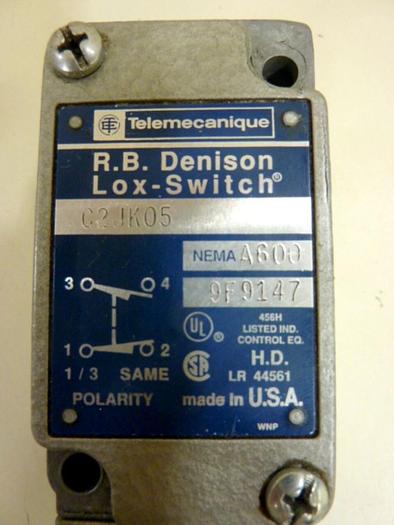 Telemecanique
R.B. Denison
Lox-Switch®
C2JK05
NEMA A600
9F9147
3 4
1 2
1/3 SAME
POLARITY
UL ®
456H
LISTED IND.
CONTROL EQ.
SA H.D.
LR 44561
made in U.S.A.
WNP